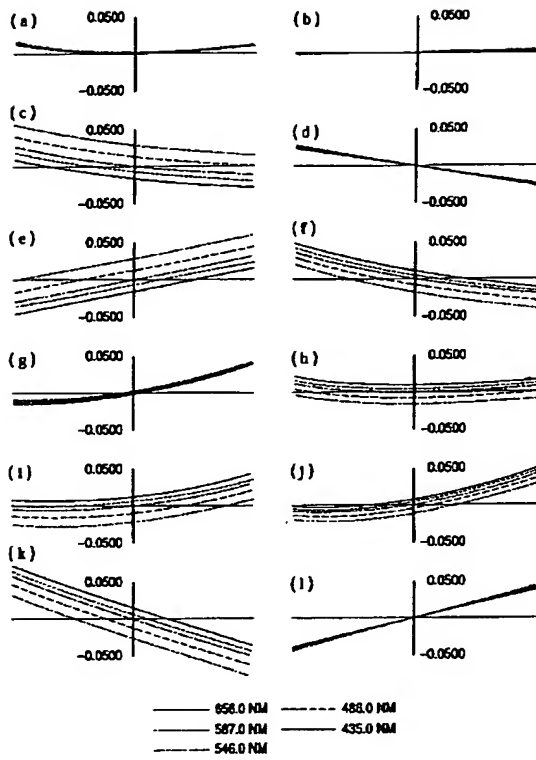 (a) 0.0500
-0.0500
(b) 0.0500
-0.0500
(c) 0.0500
-0.0500
(d) 0.0500
-0.0500
(e) 0.0500
-0.0500
(f) 0.0500
-0.0500
(g) 0.0500
-0.0500
(h) 0.0500
-0.0500
(i) 0.0500
-0.0500
(j) 0.0500
-0.0500
(k) 0.0500
-0.0500
(l) 0.0500
-0.0500
656.0 NM 488.0 NM
587.0 NM 435.0 NM
546.0 NM